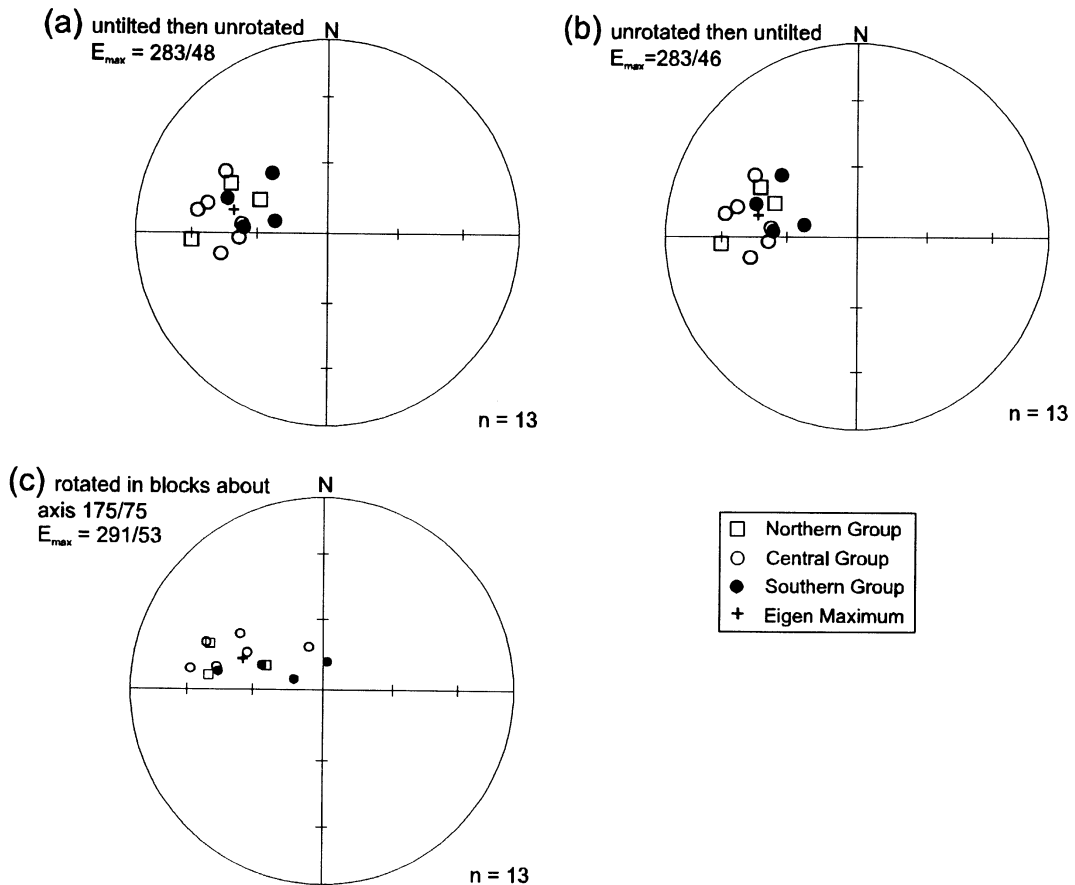 (a) untilted then unrotated
Emax = 283/48
N
n = 13
(b) unrotated then untilted
Emax=283/46
N
n = 13
(c) rotated in blocks about
axis 175/75
Emax = 291/53
N
n = 13
Northern Group
Central Group
Southern Group
Eigen Maximum